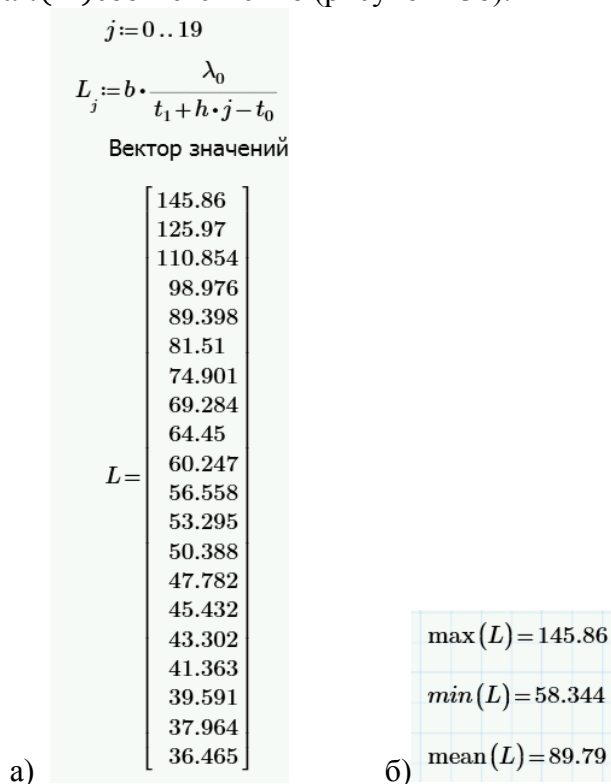 j:=0..19
L_j:=b·λ_0/(t_1+h·j−t_0)
Вектор значений
145.86
125.97
110.854
98.976
89.398
81.51
74.901
69.284
64.45
60.247
L=
56.558
53.295
50.388
47.782
45.432
43.302
41.363
39.591
37.964
36.465
а)
max(L)=145.86
min(L)=58.344
mean(L)=89.79
б)